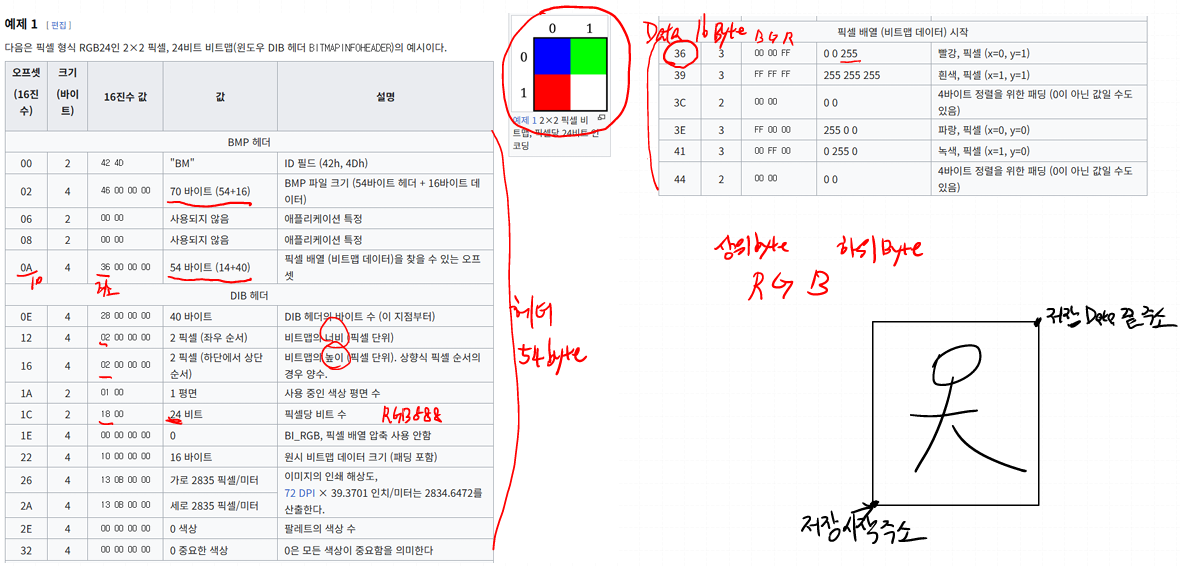 예제 1 [ 편집 ]
다음은 픽셀 형식 RGB24인 2×2 픽셀, 24비트 비트맵(윈도우 DIB 헤더 BITMAPINFOHEADER)의 예시이다.
오프셋 (16진수) 크기 (바이트) 16진수 값 값 설명
BMP 헤더
00 2 42 4D "BM" ID 필드 (42h, 4Dh)
02 4 46 00 00 00 70 바이트 (54+16) BMP 파일 크기 (54바이트 헤더 + 16바이트 데이터)
06 2 00 00 사용되지 않음 애플리케이션 특정
08 2 00 00 사용되지 않음 애플리케이션 특정
0A 4 36 00 00 00 54 바이트 (14+40) 픽셀 배열 (비트맵 데이터)을 찾을 수 있는 오프셋
10
DIB 헤더
0E 4 28 00 00 00 40 바이트 DIB 헤더의 바이트 수 (이 지점부터)
12 4 02 00 00 00 2 픽셀 (좌우 순서) 비트맵의 너비 (픽셀 단위)
16 4 02 00 00 00 2 픽셀 (하단에서 상단 순서) 비트맵의 높이 (픽셀 단위). 상향식 픽셀 순서의 경우 양수.
1A 2 01 00 1 평면 사용 중인 색상 평면 수
1C 2 18 00 24 비트 픽셀당 비트 수 RGB888
1E 4 00 00 00 00 0 BI_RGB, 픽셀 배열 압축 사용 안함
22 4 10 00 00 00 16 바이트 원시 비트맵 데이터 크기 (패딩 포함)
26 4 13 0B 00 00 가로 2835 픽셀/미터 이미지의 인쇄 해상도,
72 DPI × 39.3701 인치/미터는 2834.6472를 산출한다.
2A 4 13 0B 00 00 세로 2835 픽셀/미터
2E 4 00 00 00 00 0 색상 팔레트의 색상 수
32 4 00 00 00 00 0 중요한 색상 0은 모든 색상이 중요함을 의미한다
헤더
54byte
0 1
0
1
예제 1 2×2 픽셀 비트맵, 픽셀당 24비트 인코딩
Data 16 Byte
B G R
픽셀 배열 (비트맵 데이터) 시작
36 3 00 00 FF 0 0 255 빨강, 픽셀 (x=0, y=1)
39 3 FF FF FF 255 255 255 흰색, 픽셀 (x=1, y=1)
3C 2 00 00 0 0 4바이트 정렬을 위한 패딩 (0이 아닌 값일 수도 있음)
3E 3 FF 00 00 255 0 0 파랑, 픽셀 (x=0, y=0)
41 3 00 FF 00 0 255 0 녹색, 픽셀 (x=1, y=0)
44 2 00 00 0 0 4바이트 정렬을 위한 패딩 (0이 아닌 값일 수도 있음)
상위byte 하위Byte
R G B
저장 Data 끝 주소
저장시작주소